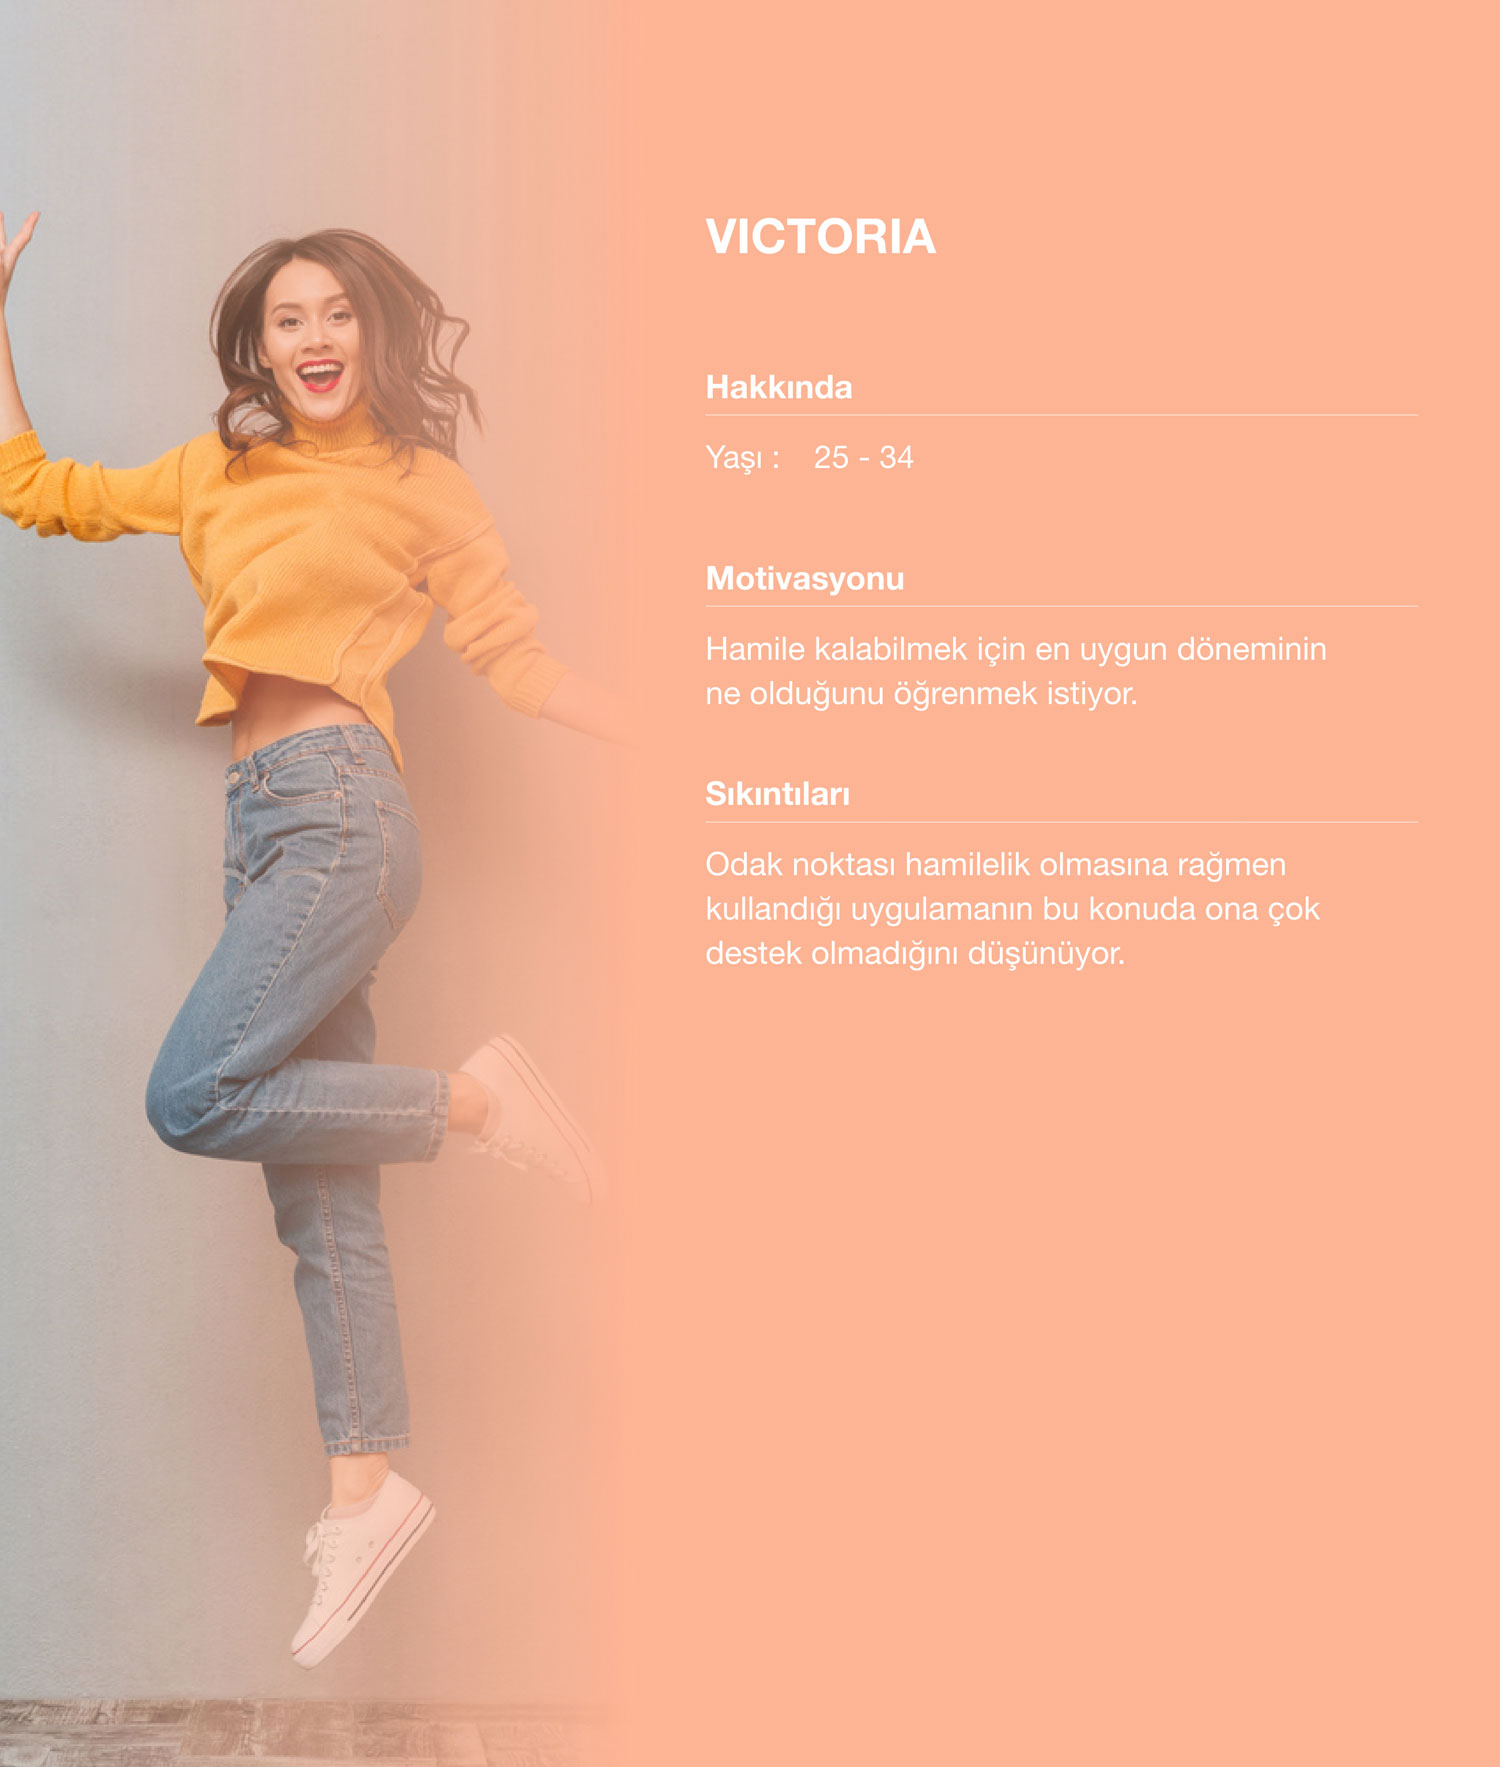 VICTORIA
Hakkında
Yaşı : 25 - 34
Motivasyonu
Hamile kalabilmek için en uygun döneminin
ne olduğunu öğrenmek istiyor.
Sıkıntıları
Odak noktası hamilelik olmasına rağmen
kullandığı uygulamanın bu konuda ona çok
destek olmadığını düşünüyor.